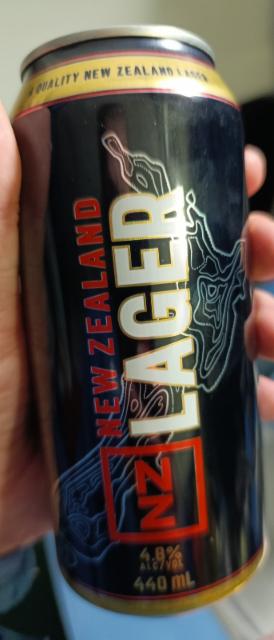 A QUALITY NEW ZEALAND LAGER
NEW ZEALAND
LAGER
NZ
4.8%
ALC/VOL
440 mL